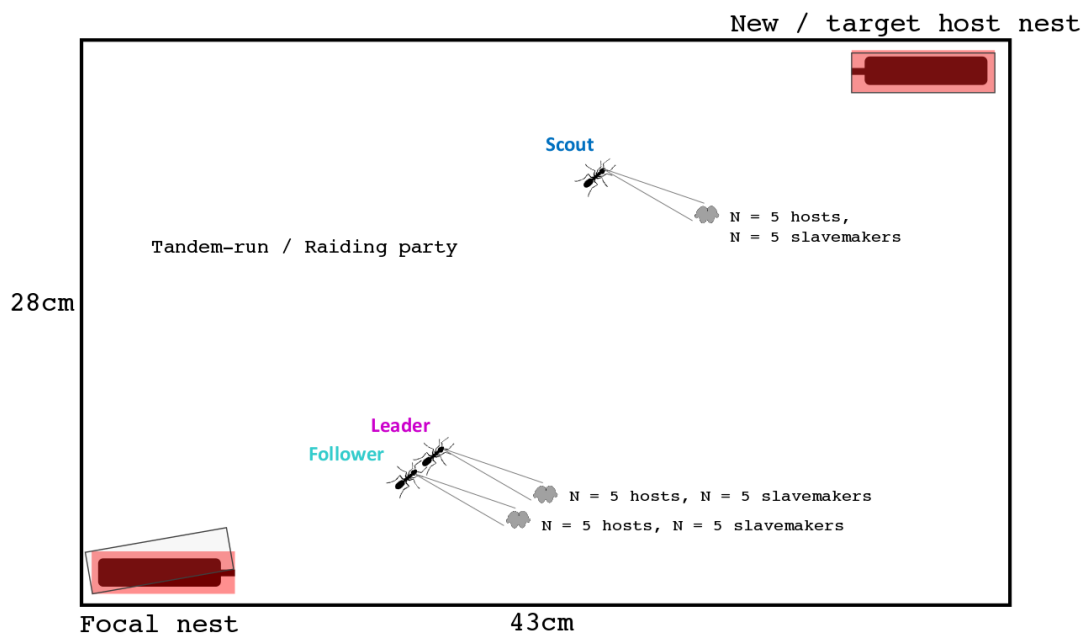 New / target host nest
Scout
N = 5 hosts,
N = 5 slavemakers
Tandem-run / Raiding party
28cm
Leader
Follower
N = 5 hosts, N = 5 slavemakers
N = 5 hosts, N = 5 slavemakers
Focal nest
43cm